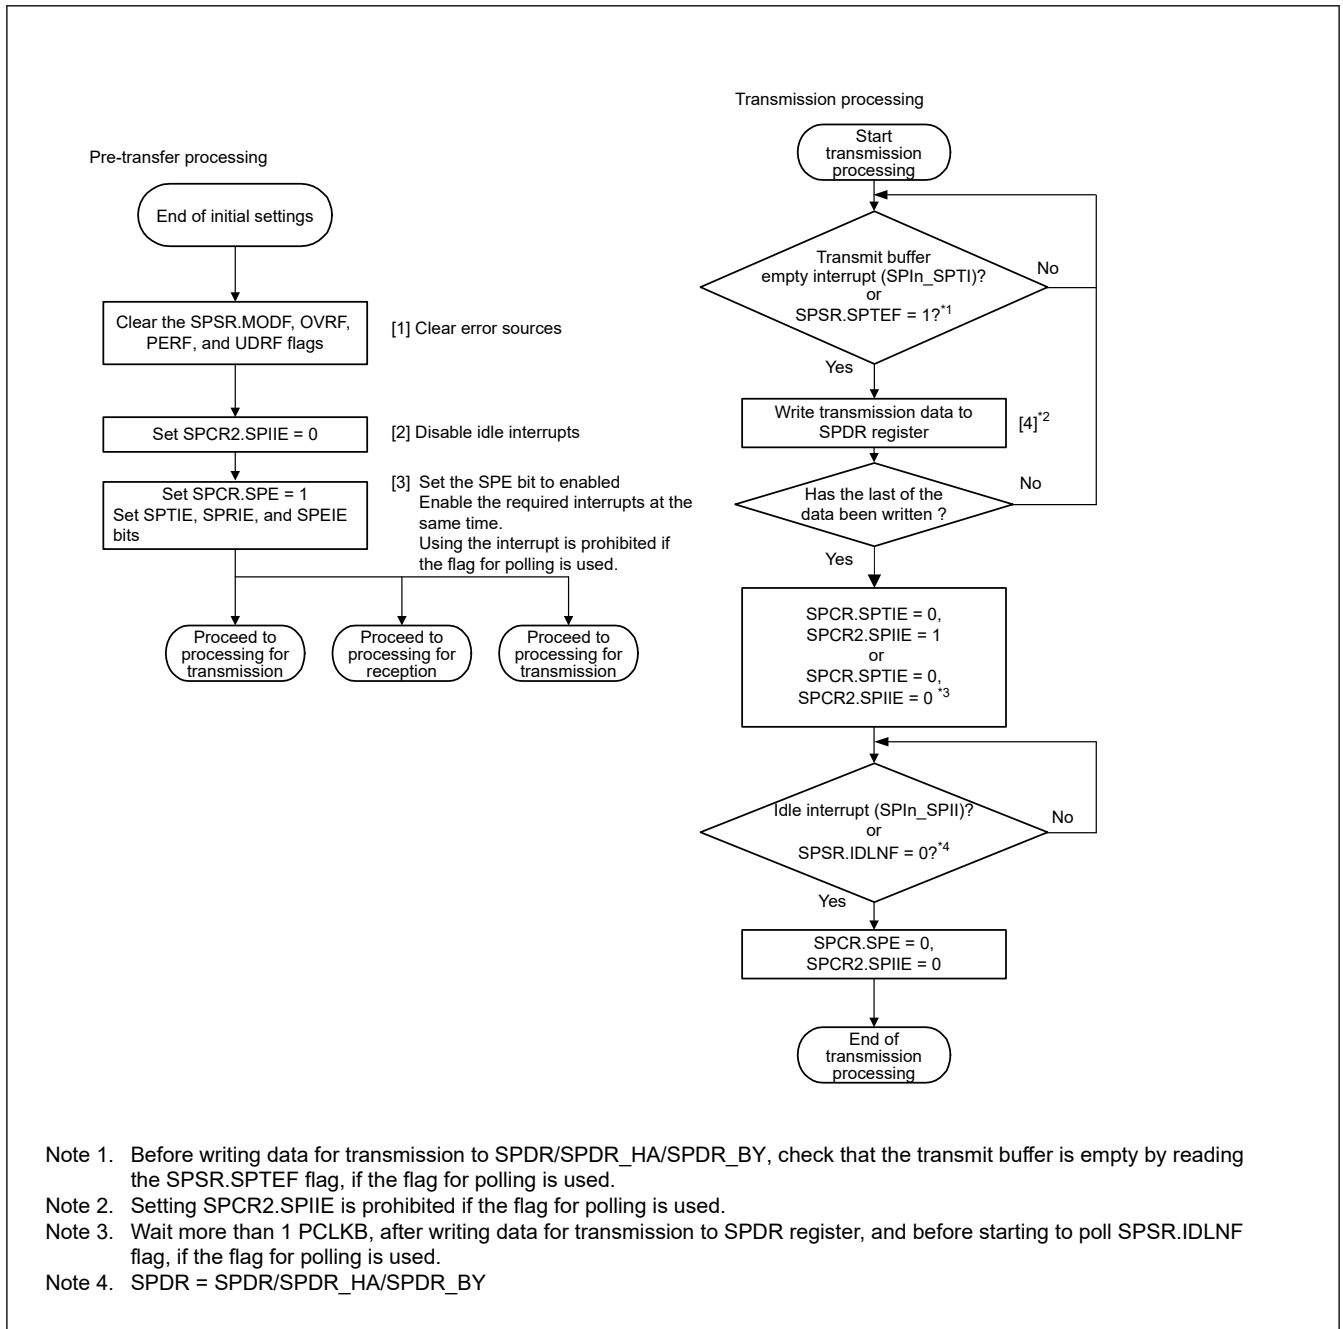 Pre-transfer processing
End of initial settings
Clear the SPSR.MODF, OVRF,
PERF, and UDRF flags
[1] Clear error sources
Set SPCR2.SPIIE = 0
[2] Disable idle interrupts
Set SPCR.SPE = 1
Set SPTIE, SPRIE, and SPEIE
bits
[3] Set the SPE bit to enabled
Enable the required interrupts at the
same time.
Using the interrupt is prohibited if
the flag for polling is used.
Proceed to
processing for
transmission
Proceed to
processing for
reception
Proceed to
processing for
transmission
Transmission processing
Start
transmission
processing
Transmit buffer
empty interrupt (SPIn_SPTI)?
or
SPSR.SPTEF = 1?*1
No
Yes
Write transmission data to
SPDR register
[4]*2
Has the last of the
data been written ?
No
Yes
SPCR.SPTIE = 0,
SPCR2.SPIIE = 1
or
SPCR.SPTIE = 0,
SPCR2.SPIIE = 0 *3
Idle interrupt (SPIn_SPII)?
or
SPSR.IDLNF = 0?*4
No
Yes
SPCR.SPE = 0,
SPCR2.SPIIE = 0
End of
transmission
processing
Note 1. Before writing data for transmission to SPDR/SPDR_HA/SPDR_BY, check that the transmit buffer is empty by reading
the SPSR.SPTEF flag, if the flag for polling is used.
Note 2. Setting SPCR2.SPIIE is prohibited if the flag for polling is used.
Note 3. Wait more than 1 PCLKB, after writing data for transmission to SPDR register, and before starting to poll SPSR.IDLNF
flag, if the flag for polling is used.
Note 4. SPDR = SPDR/SPDR_HA/SPDR_BY